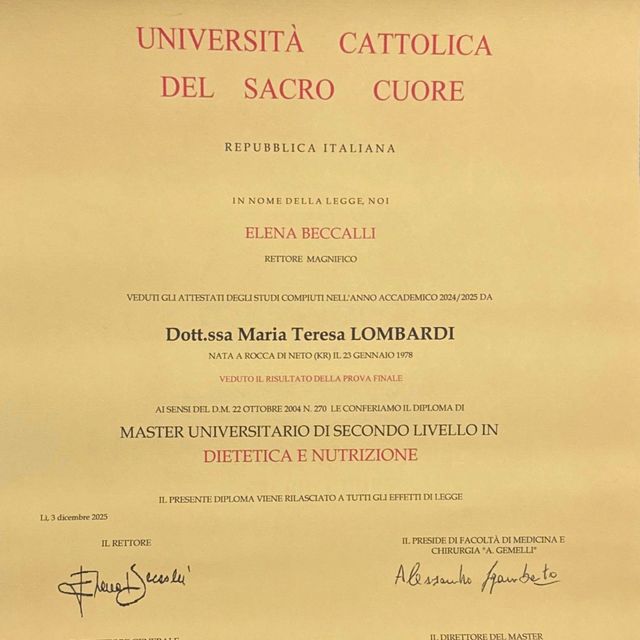 UNIVERSITÀ CATTOLICA
DEL SACRO CUORE
REPUBBLICA ITALIANA
IN NOME DELLA LEGGE, NOI
ELENA BECCALLI
RETTORE MAGNIFICO
VEDUTI GLI ATTESTATI DEGLI STUDI COMPIUTI NELL'ANNO ACCADEMICO 2024/2025 DA
Dott.ssa Maria Teresa LOMBARDI
NATA A ROCCA DI NETO (KR) IL 23 GENNAIO 1978
VEDUTO IL RISULTATO DELLA PROVA FINALE
AI SENSI DEL D.M. 22 OTTOBRE 2004 N. 270 LE CONFERIAMO IL DIPLOMA DI
MASTER UNIVERSITARIO DI SECONDO LIVELLO IN
DIETETICA E NUTRIZIONE
IL PRESENTE DIPLOMA VIENE RILASCIATO A TUTTI GLI EFFETTI DI LEGGE
Lì, 3 dicembre 2025
IL RETTORE
IL PRESIDE DI FACOLTÀ DI MEDICINA E
CHIRURGIA "A. GEMELLI"
Elena Beccalli
Alessandro Sgambato
IL DIRETTORE DEL MASTER